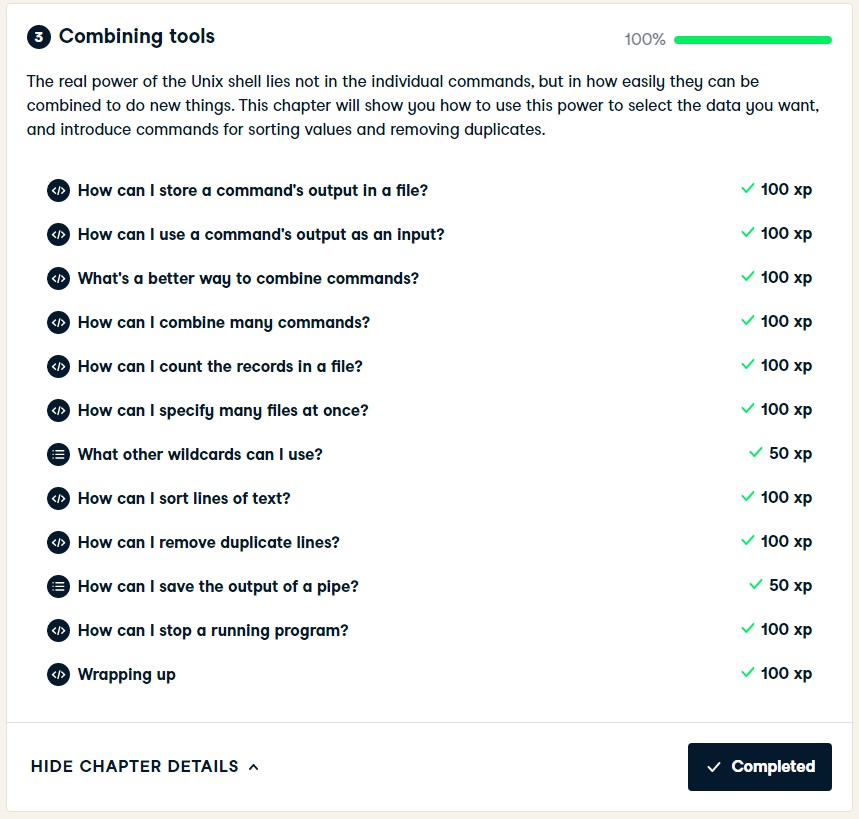 3 Combining tools
100%
The real power of the Unix shell lies not in the individual commands, but in how easily they can be
combined to do new things. This chapter will show you how to use this power to select the data you want,
and introduce commands for sorting values and removing duplicates.
How can I store a command's output in a file? 100 xp
How can I use a command's output as an input? 100 xp
What's a better way to combine commands? 100 xp
How can I combine many commands? 100 xp
How can I count the records in a file? 100 xp
How can I specify many files at once? 100 xp
What other wildcards can I use? 50 xp
How can I sort lines of text? 100 xp
How can I remove duplicate lines? 100 xp
How can I save the output of a pipe? 50 xp
How can I stop a running program? 100 xp
Wrapping up 100 xp
HIDE CHAPTER DETAILS
Completed